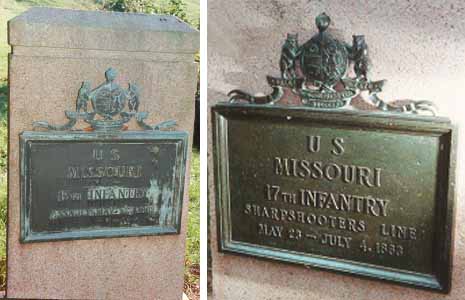 U S
MISSOURI
INFANTRY
U S
MISSOURI
17TH INFANTRY
SHARPSHOOTERS LINE
MAY 23 – JULY 4, 1863